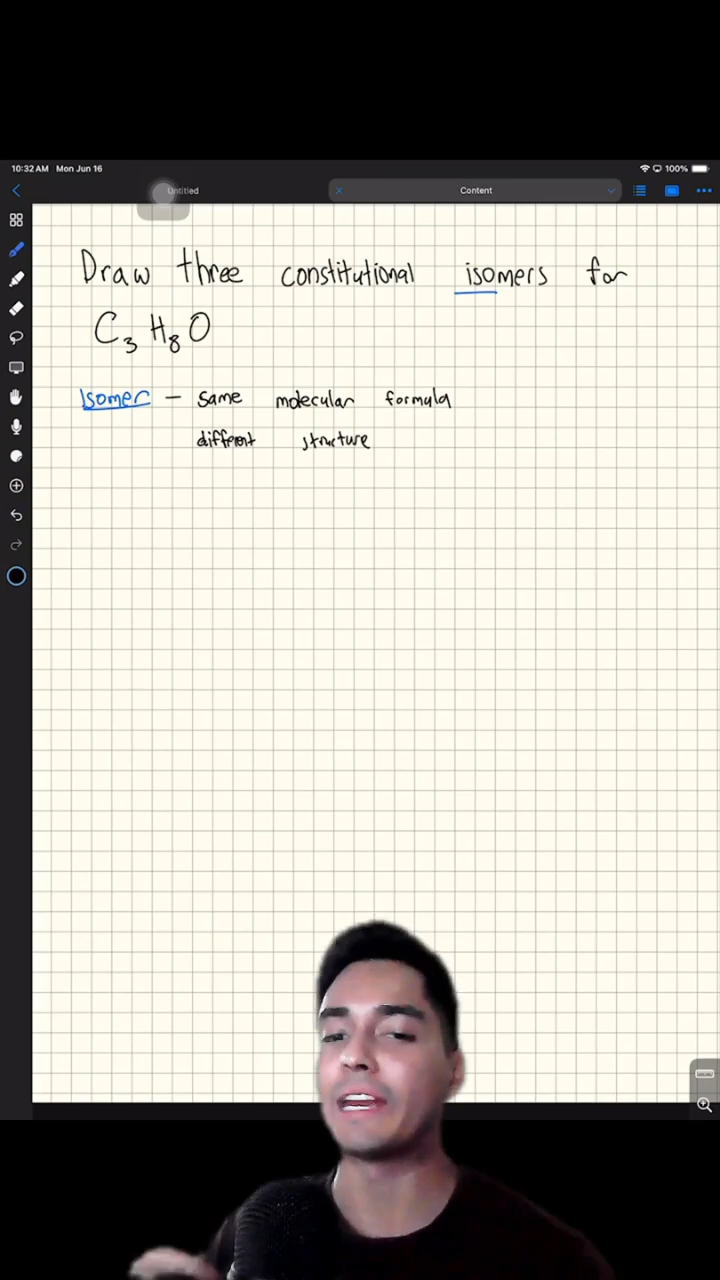 10:32 AM Mon Jun 16
100%
Untitled
Content
Draw three constitutional isomers for
C₃H₈O
Isomer — same molecular formula
different structure